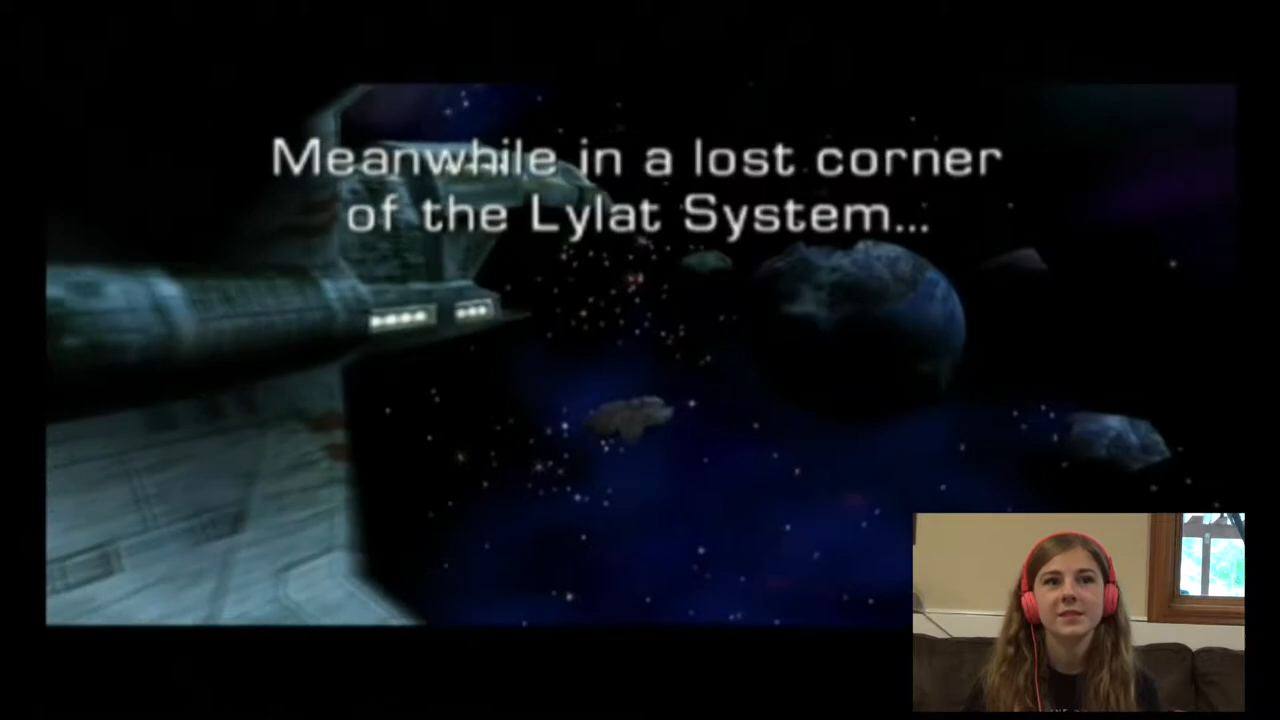 Meanwhile in a lost corner
of the Lylat System...